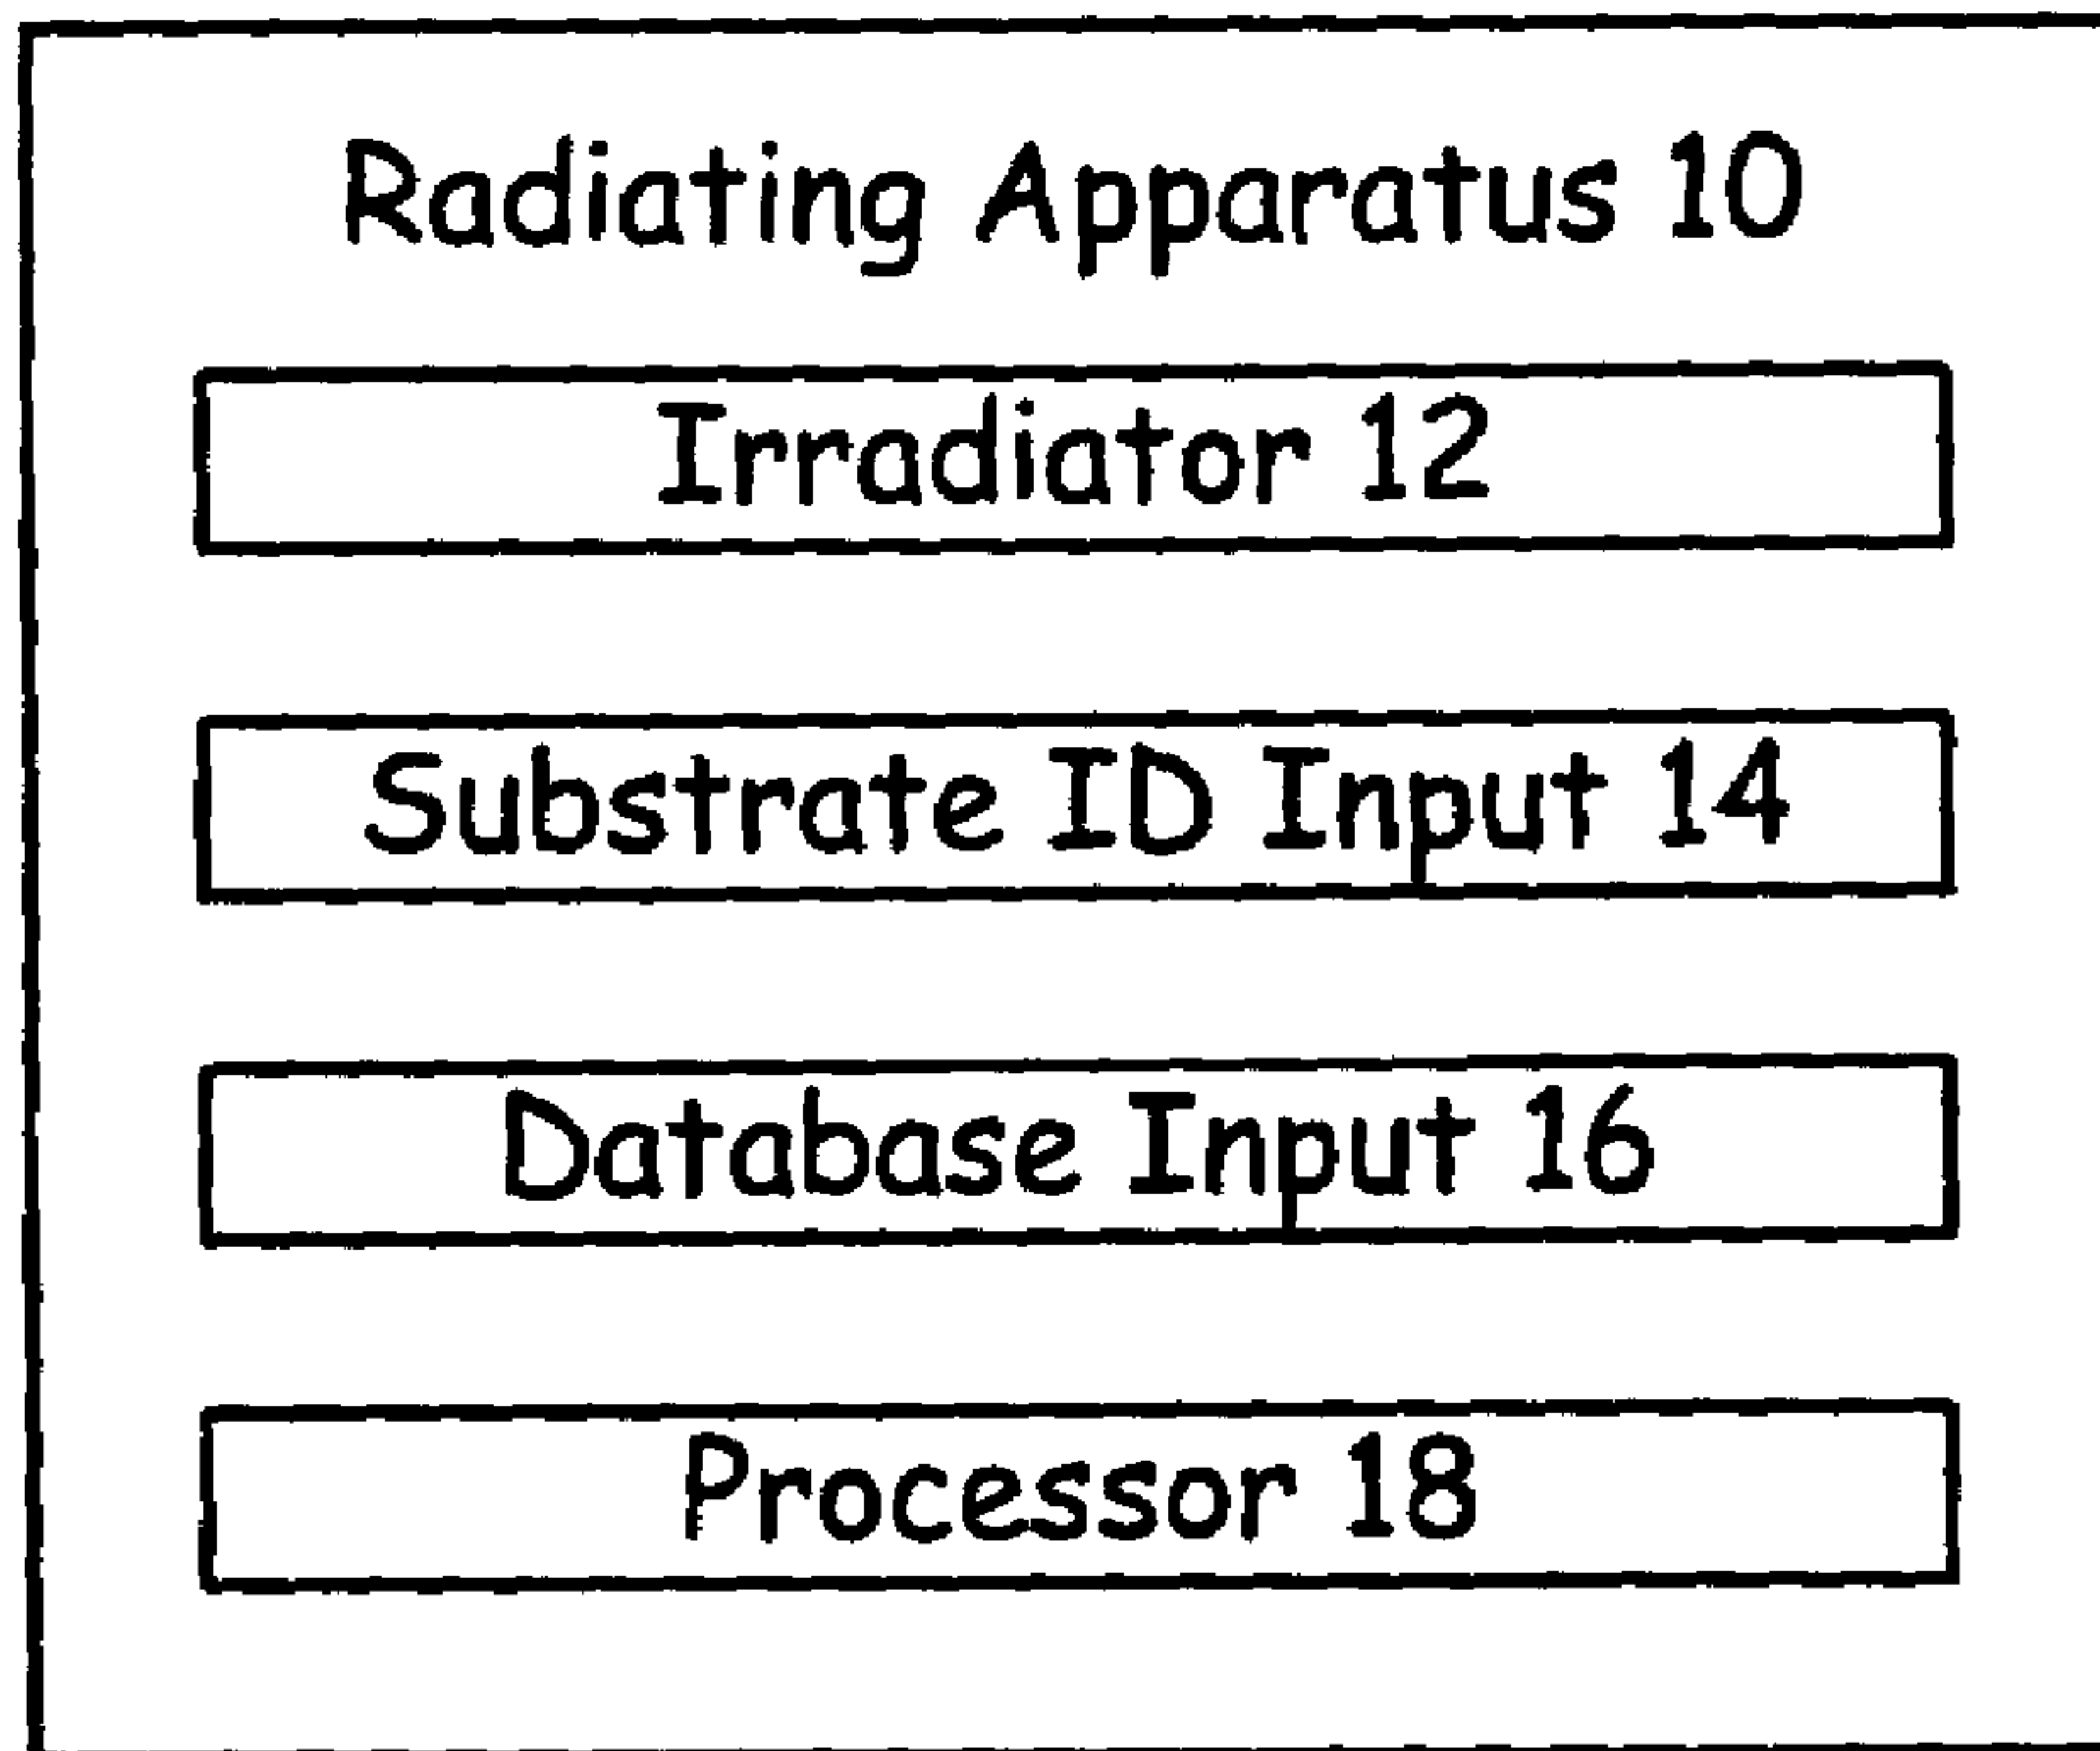 Radiating Apparatus 10
Irradiator 12
Substrate ID Input 14
Database Input 16
Processor 18